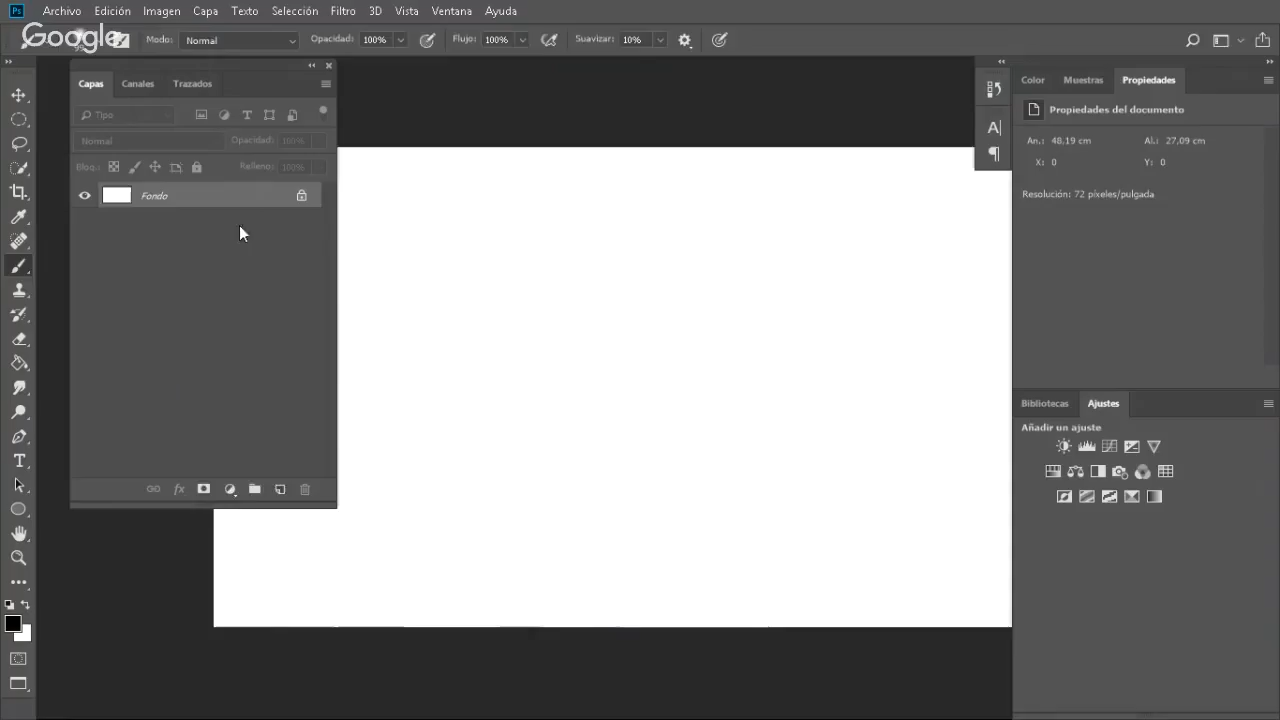 Ps Archivo Edición Imagen Capa Texto Selección Filtro 3D Vista Ventana Ayuda
Google
Modo: Normal Opacidad: 100% Flujo: 100% Suavizar: 10%
Capas Canales Trazados
Tipo
Normal Opacidad: 100%
Bloq.: Relleno: 100%
Fondo
fx
Color Muestras Propiedades
Propiedades del documento
An.: 48,19 cm Al.: 27,09 cm
X: 0 Y: 0
Resolución: 72 píxeles/pulgada
Bibliotecas Ajustes
Añadir un ajuste